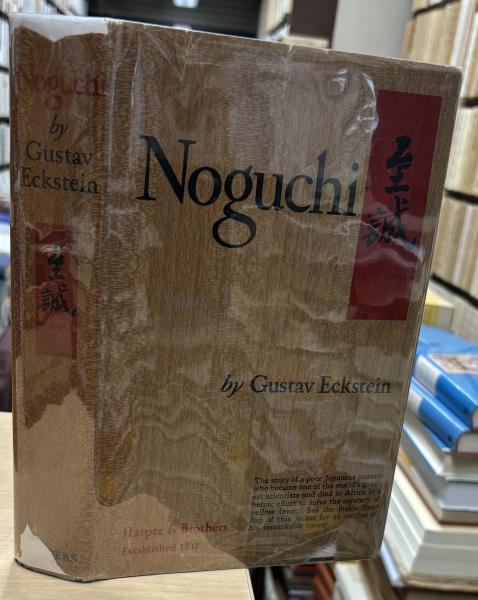 Noguchi
by
Gustav
Eckstein
至誠
Noguchi
至誠
by Gustav Eckstein
The story of a poor Japanese peasant
who became one of the world's great-
est scientists and died in Africa in a
heroic effort to solve the mystery of
yellow fever. See the inside front
flap of this jacket for an outline of
his remarkable career.
Harper & Brothers
Established 1817